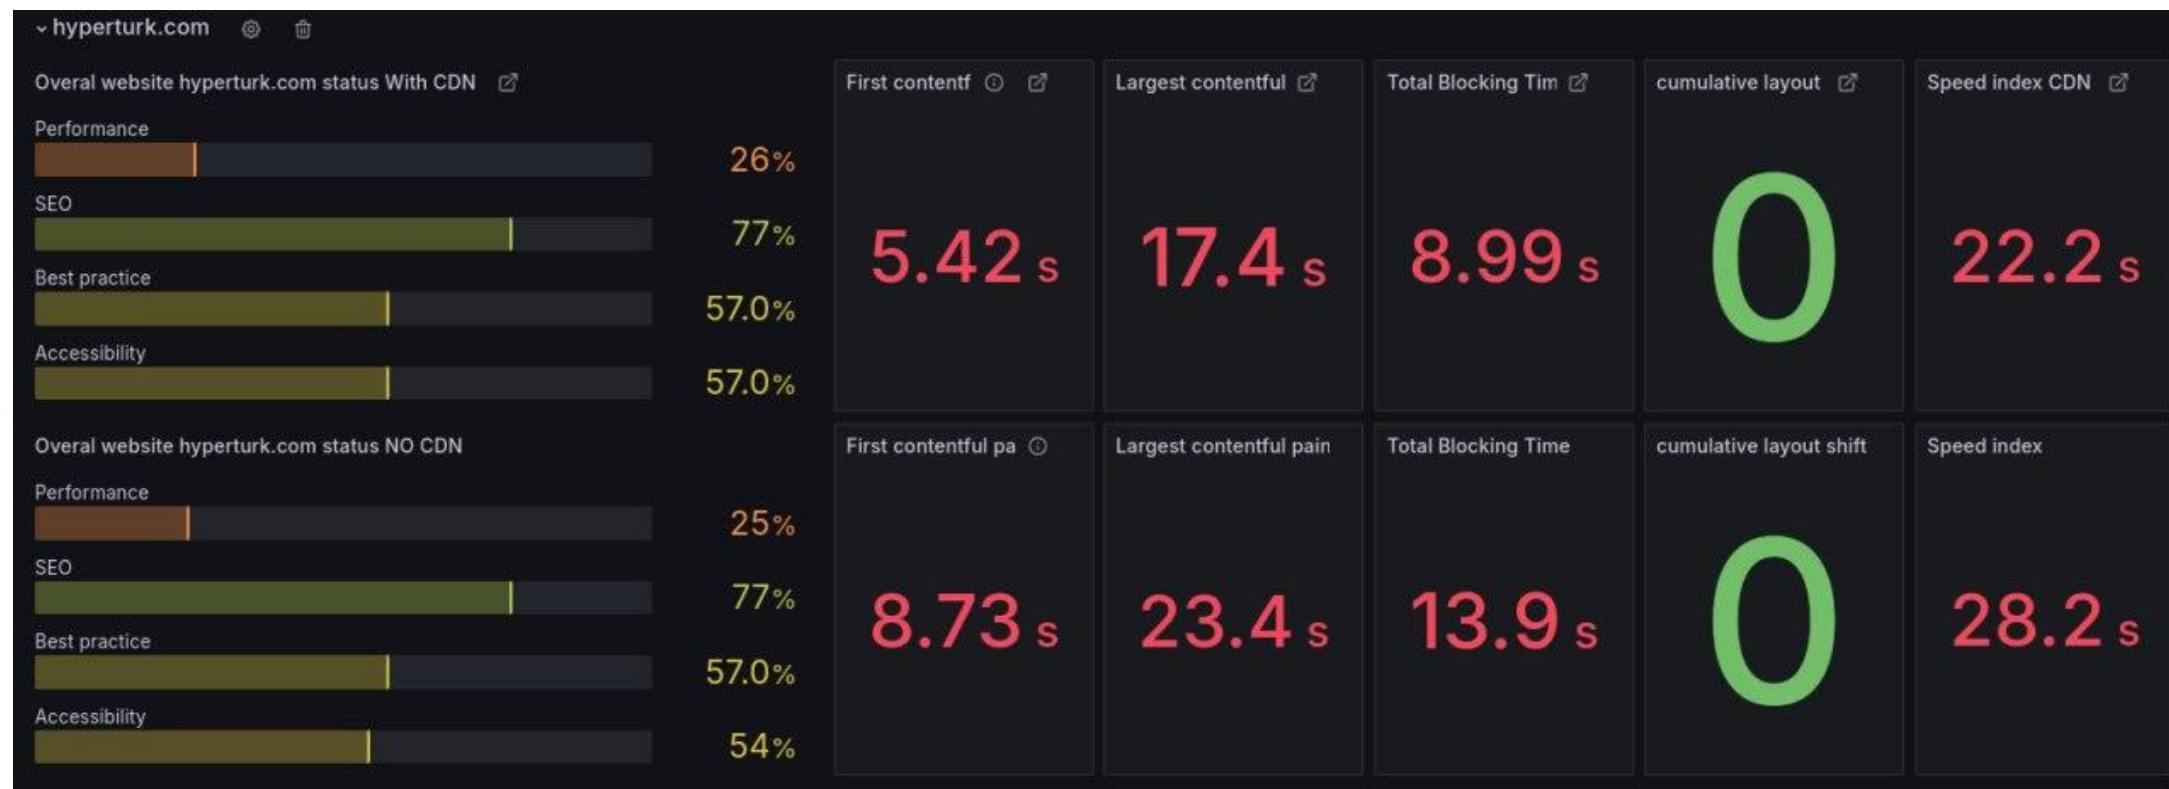 hyperturk.com
Overal website hyperturk.com status With CDN
Performance
26%
SEO
77%
Best practice
57.0%
Accessibility
57.0%
First contentf
5.42 s
Largest contentful
17.4 s
Total Blocking Tim
8.99 s
cumulative layout
0
Speed index CDN
22.2 s
Overal website hyperturk.com status NO CDN
Performance
25%
SEO
77%
Best practice
57.0%
Accessibility
54%
First contentful pa
8.73 s
Largest contentful pain
23.4 s
Total Blocking Time
13.9 s
cumulative layout shift
0
Speed index
28.2 s